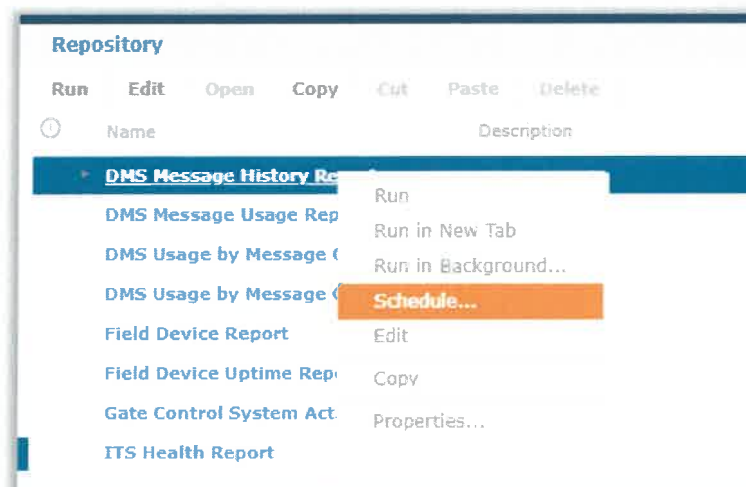 Repository
Run Edit Open Copy Cut Paste Delete
Name Description
DMS Message History Re
Run
DMS Message Usage Rep
Run in New Tab
DMS Usage by Message
Run in Background...
DMS Usage by Message
Schedule...
Field Device Report
Edit
Field Device Uptime Rep
Copy
Gate Control System Act
Properties...
ITS Health Report